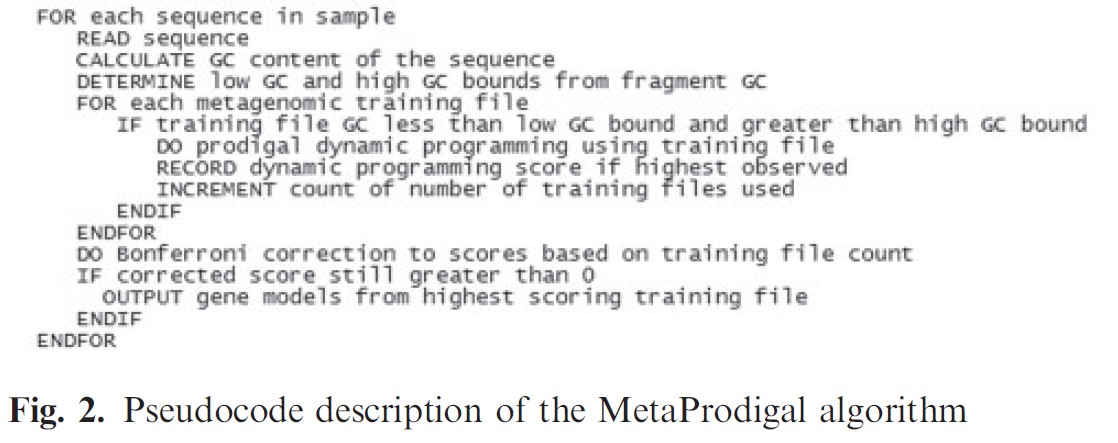 FOR each sequence in sample
READ sequence
CALCULATE GC content of the sequence
DETERMINE low GC and high GC bounds from fragment GC
FOR each metagenomic training file
IF training file GC less than low GC bound and greater than high GC bound
DO prodigal dynamic programming using training file
RECORD dynamic programming score if highest observed
INCREMENT count of number of training files used
ENDIF
ENDFOR
DO Bonferroni correction to scores based on training file count
IF corrected score still greater than 0
OUTPUT gene models from highest scoring training file
ENDIF
ENDFOR
Fig. 2. Pseudocode description of the MetaProdigal algorithm